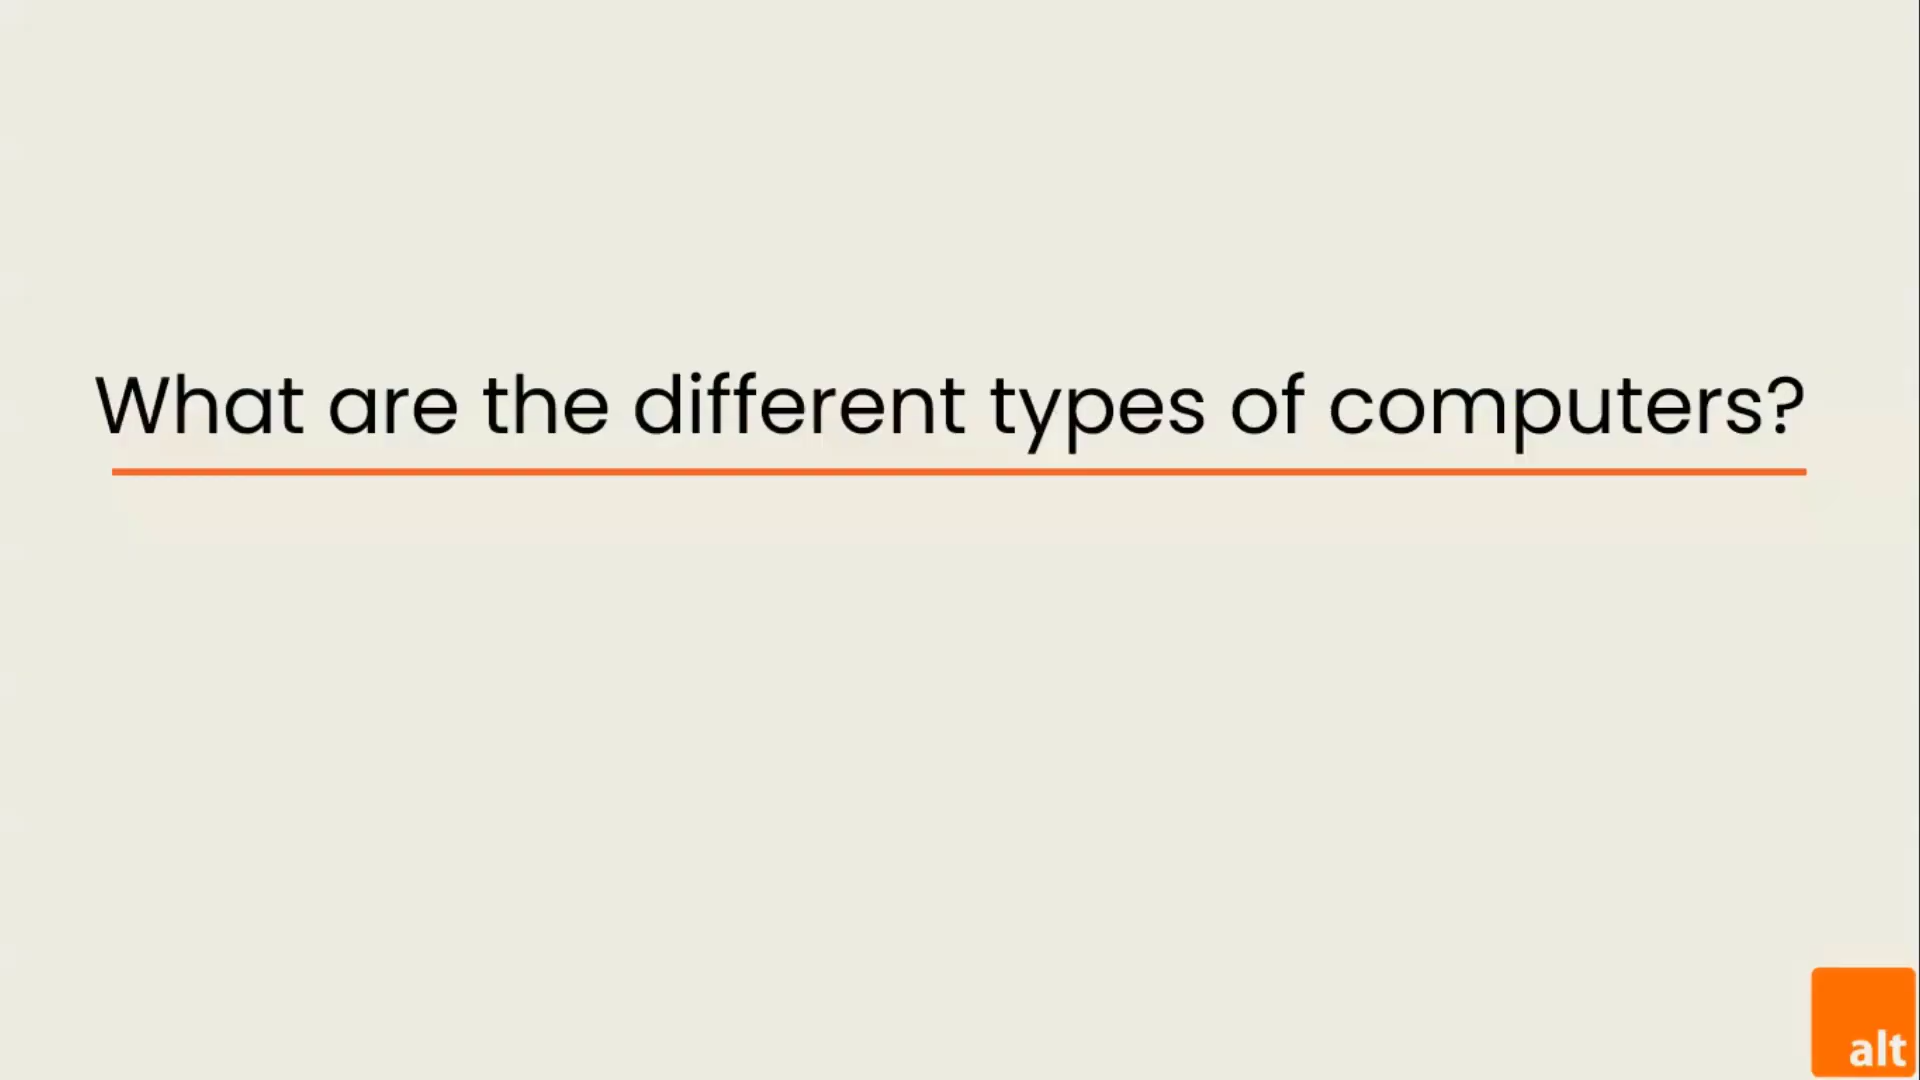 What are the different types of computers?
alt